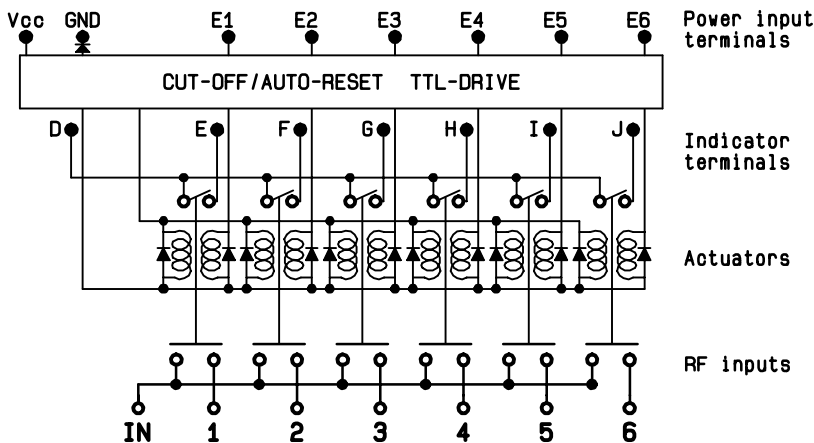 Vcc GND E1 E2 E3 E4 E5 E6
Power input
terminals
CUT-OFF/AUTO-RESET TTL-DRIVE
D E F G H I J
Indicator
terminals
Actuators
RF inputs
IN 1 2 3 4 5 6